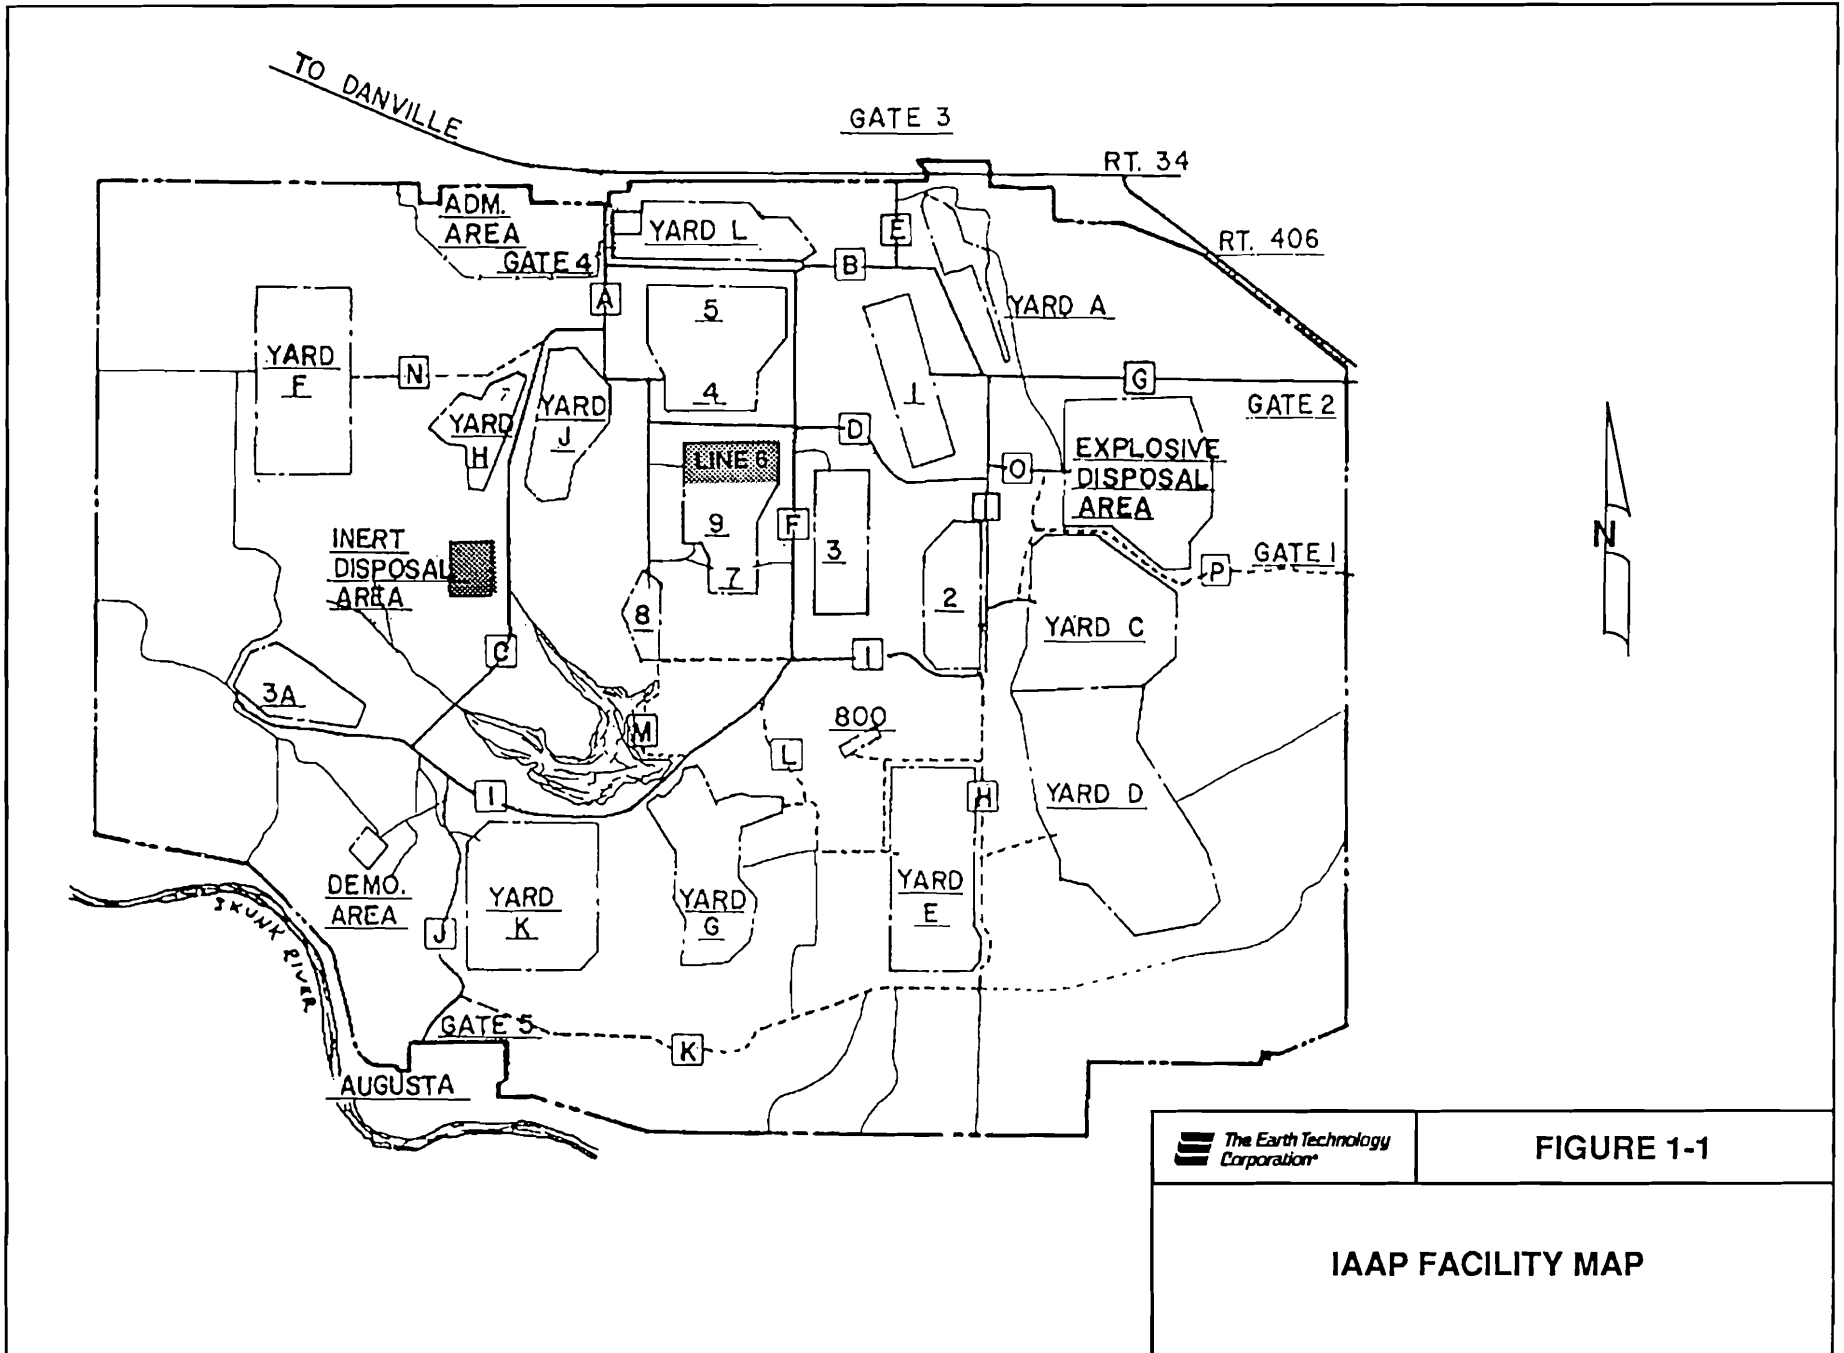 TO DANVILLE
GATE 3
RT. 34
ADM.
AREA
YARD L
E
RT. 406
GATE 4
B
A
5
YARD A
YARD
F
N
4
1
G
GATE 2
YARD
H
YARD
J
D
LINE 6
O
EXPLOSIVE
DISPOSAL
AREA
9
F
3
N
INERT
DISPOSAL
AREA
7
P
GATE 1
8
2
YARD C
C
I
3A
M
800
L
I
H
YARD D
DEMO.
AREA
YARD
K
YARD
G
YARD
E
SKUNK RIVER
J
GATE 5
K
AUGUSTA
The Earth Technology
Corporation
FIGURE 1-1
IAAP FACILITY MAP